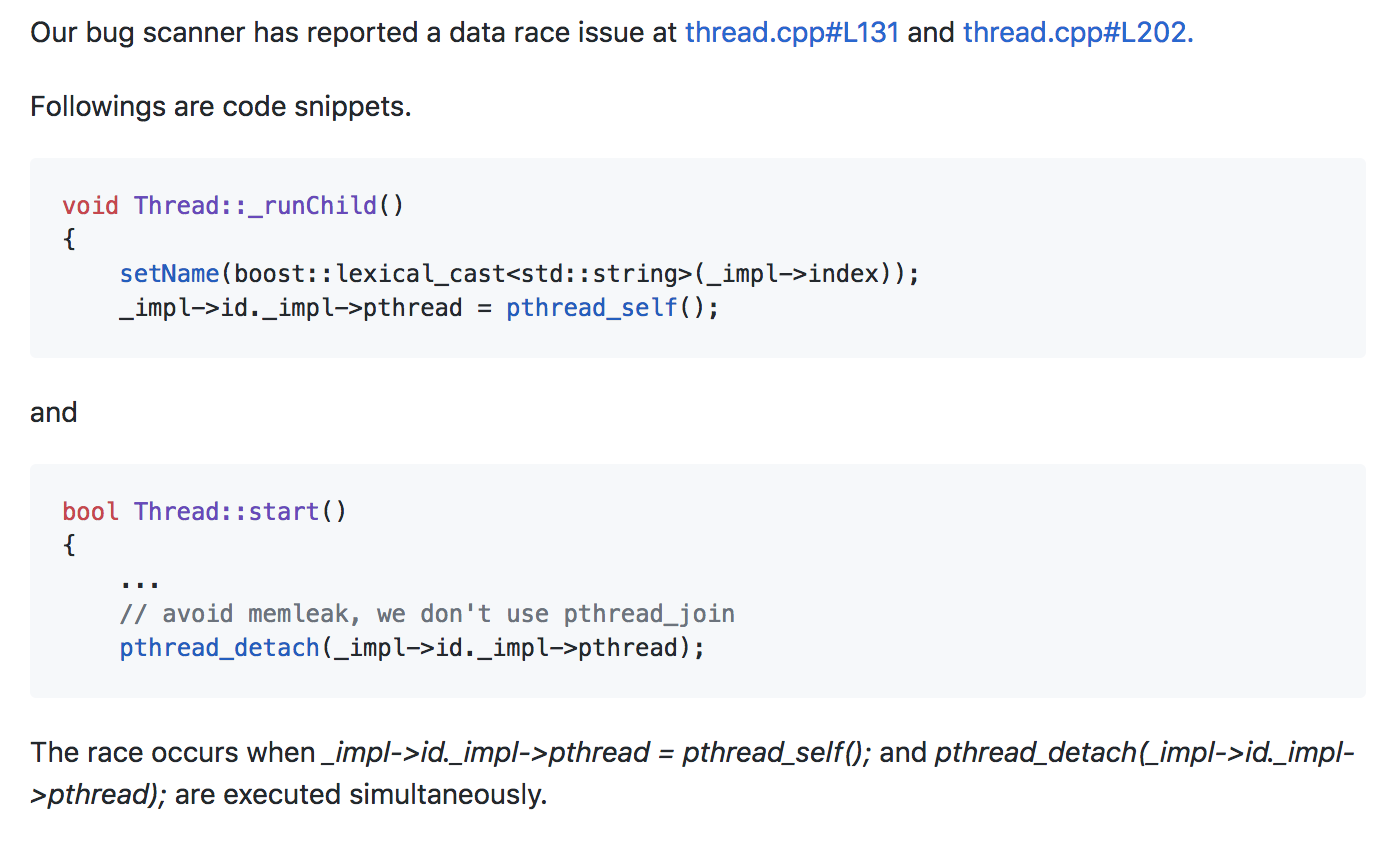 Our bug scanner has reported a data race issue at thread.cpp#L131 and thread.cpp#L202.
Followings are code snippets.
void Thread::_runChild()
{
    setName(boost::lexical_cast<std::string>(_impl->index));
    _impl->id._impl->pthread = pthread_self();
and
bool Thread::start()
{
    ...
    // avoid memleak, we don't use pthread_join
    pthread_detach(_impl->id._impl->pthread);
The race occurs when _impl->id._impl->pthread = pthread_self(); and pthread_detach(_impl->id._impl-
>pthread); are executed simultaneously.